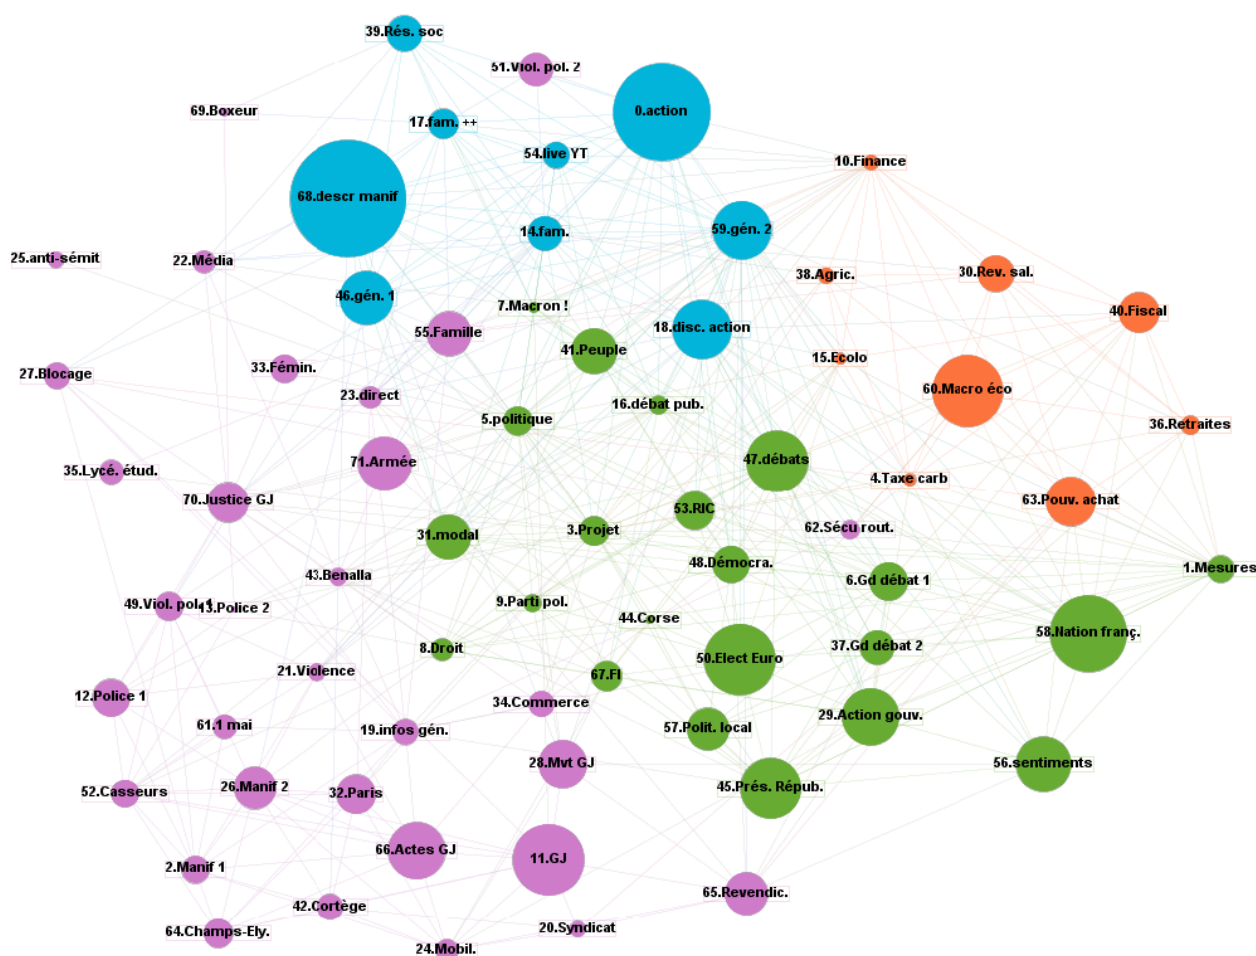 39.Rés. soc
51.Viol. pol. 2
69.Boxeur
0.action
17.fam. ++
54.live YT
10.Finance
68.descr manif
14.fam.
59.gén. 2
25.anti-sémit
22.Média
38.Agric.
30.Rev. sal.
46.gén. 1
7.Macron !
40.Fiscal
55.Famille
18.disc. action
41.Peuple
15.Ecolo
33.Fémin.
27.Blocage
60.Macro éco
23.direct
16.débat pub.
5.politique
36.Retraites
47.débats
71.Armée
35.Lycé. étud.
4.Taxe carb
70.Justice GJ
63.Pouv. achat
53.RIC
62.Sécu rout.
3.Projet
31.modal
48.Démocra.
1.Mesures
43.Benalla
6.Gd débat 1
9.Parti pol.
49.Viol. pol. 1
13.Police 2
44.Corse
58.Nation franç.
37.Gd débat 2
8.Droit
50.Elect Euro
21.Violence
67.FI
12.Police 1
34.Commerce
29.Action gouv.
61.1 mai
19.infos gén.
57.Polit. local
28.Mvt GJ
56.sentiments
26.Manif 2
45.Prés. Répub.
52.Casseurs
32.Paris
66.Actes GJ
11.GJ
2.Manif 1
65.Revendic.
42.Cortège
20.Syndicat
64.Champs-Ely.
24.Mobil.